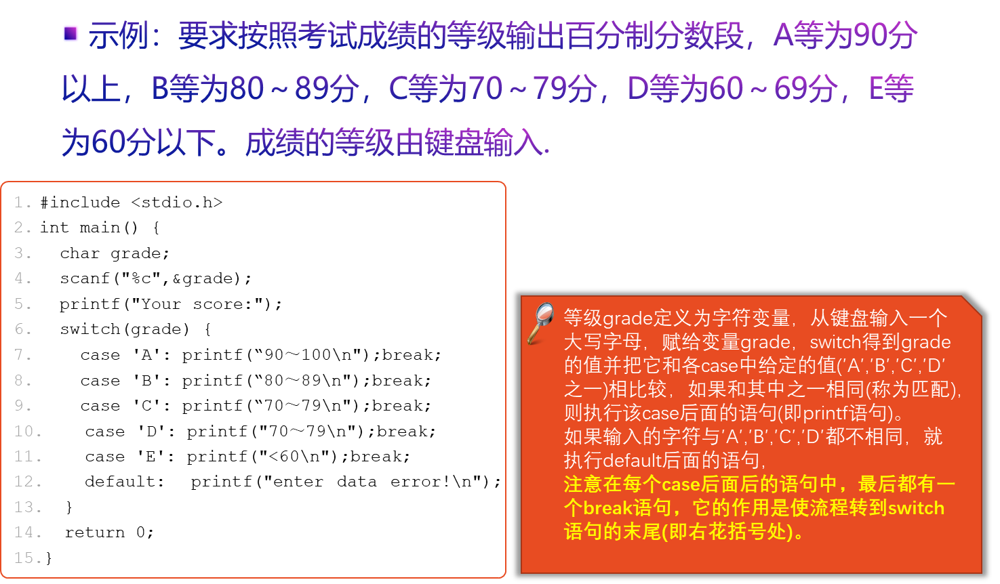 示例：要求按照考试成绩的等级输出百分制分数段，A等为90分
以上，B等为80～89分，C等为70～79分，D等为60～69分，E等
为60分以下。成绩的等级由键盘输入.
1. #include <stdio.h>
2. int main() {
3. char grade;
4. scanf("%c",&grade);
5. printf("Your score:");
6. switch(grade) {
7. case 'A': printf(“90～100\n");break;
8. case 'B': printf(“80～89\n");break;
9. case 'C': printf(“70～79\n");break;
10. case 'D': printf("70～79\n");break;
11. case 'E': printf("<60\n");break;
12. default: printf("enter data error!\n");
13. }
14. return 0;
15. }
等级grade定义为字符变量，从键盘输入一个
大写字母，赋给变量grade，switch得到grade
的值并把它和各case中给定的值('A','B','C','D'
之一)相比较，如果和其中之一相同(称为匹配),
则执行该case后面的语句(即printf语句)。
如果输入的字符与'A','B','C','D'都不相同，就
执行default后面的语句,
注意在每个case后面后的语句中，最后都有一
个break语句，它的作用是使流程转到switch
语句的末尾(即右花括号处)。